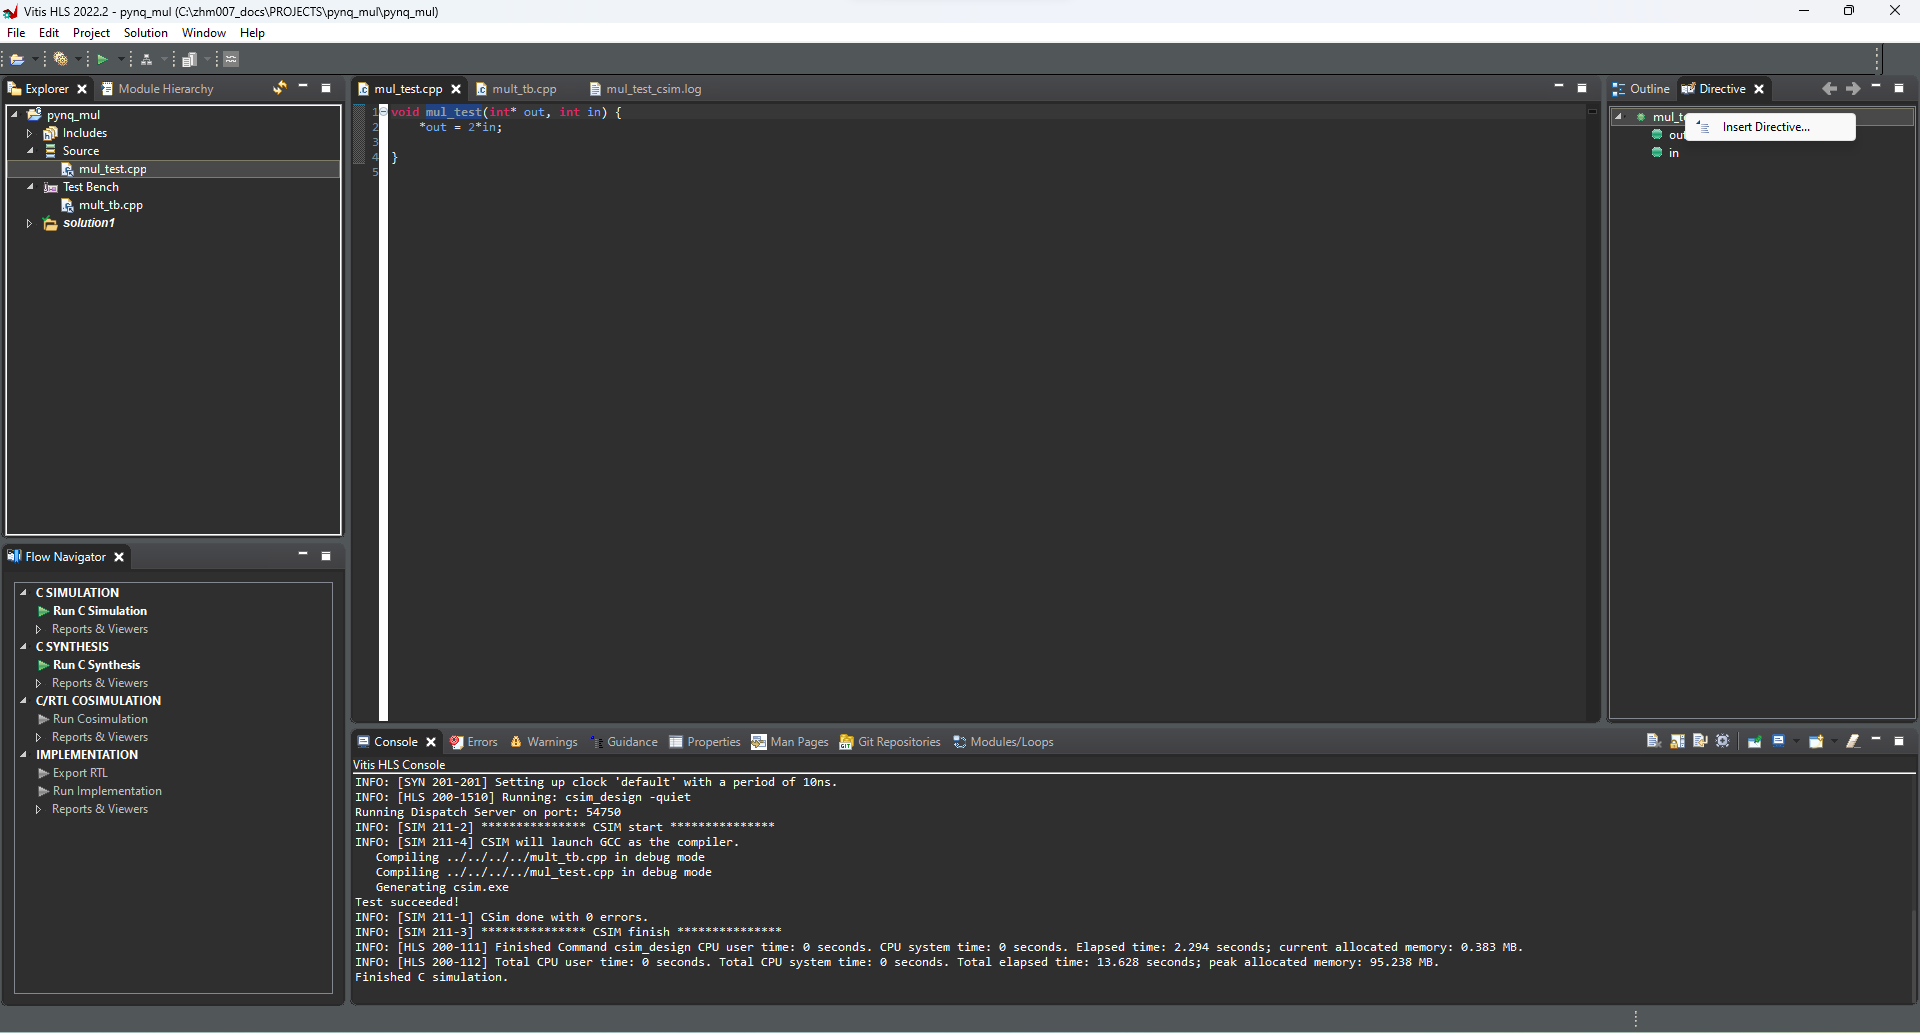 Vitis HLS 2022.2 - pynq_mul (C:\zhm007_docs\PROJECTS\pynq_mul\pynq_mul)
File Edit Project Solution Window Help
Explorer Module Hierarchy
pynq_mul
Includes
Source
mul_test.cpp
Test Bench
mult_tb.cpp
solution1
Flow Navigator
C SIMULATION
Run C Simulation
Reports & Viewers
C SYNTHESIS
Run C Synthesis
Reports & Viewers
C/RTL COSIMULATION
Run Cosimulation
Reports & Viewers
IMPLEMENTATION
Export RTL
Run Implementation
Reports & Viewers
mul_test.cpp mult_tb.cpp mul_test_csim.log
1 void mul_test(int* out, int in) {
2 *out = 2*in;
3
4 }
5
Outline Directive
mul_te
out
in
Insert Directive...
Console Errors Warnings Guidance Properties Man Pages Git Repositories Modules/Loops
Vitis HLS Console
INFO: [SYN 201-201] Setting up clock 'default' with a period of 10ns.
INFO: [HLS 200-1510] Running: csim_design -quiet
Running Dispatch Server on port: 54750
INFO: [SIM 211-2] *************** CSIM start ***************
INFO: [SIM 211-4] CSIM will launch GCC as the compiler.
Compiling ../../../../mult_tb.cpp in debug mode
Compiling ../../../../mul_test.cpp in debug mode
Generating csim.exe
Test succeeded!
INFO: [SIM 211-1] CSim done with 0 errors.
INFO: [SIM 211-3] *************** CSIM finish ***************
INFO: [HLS 200-111] Finished Command csim_design CPU user time: 0 seconds. CPU system time: 0 seconds. Elapsed time: 2.294 seconds; current allocated memory: 0.383 MB.
INFO: [HLS 200-112] Total CPU user time: 0 seconds. Total CPU system time: 0 seconds. Total elapsed time: 13.628 seconds; peak allocated memory: 95.238 MB.
Finished C simulation.